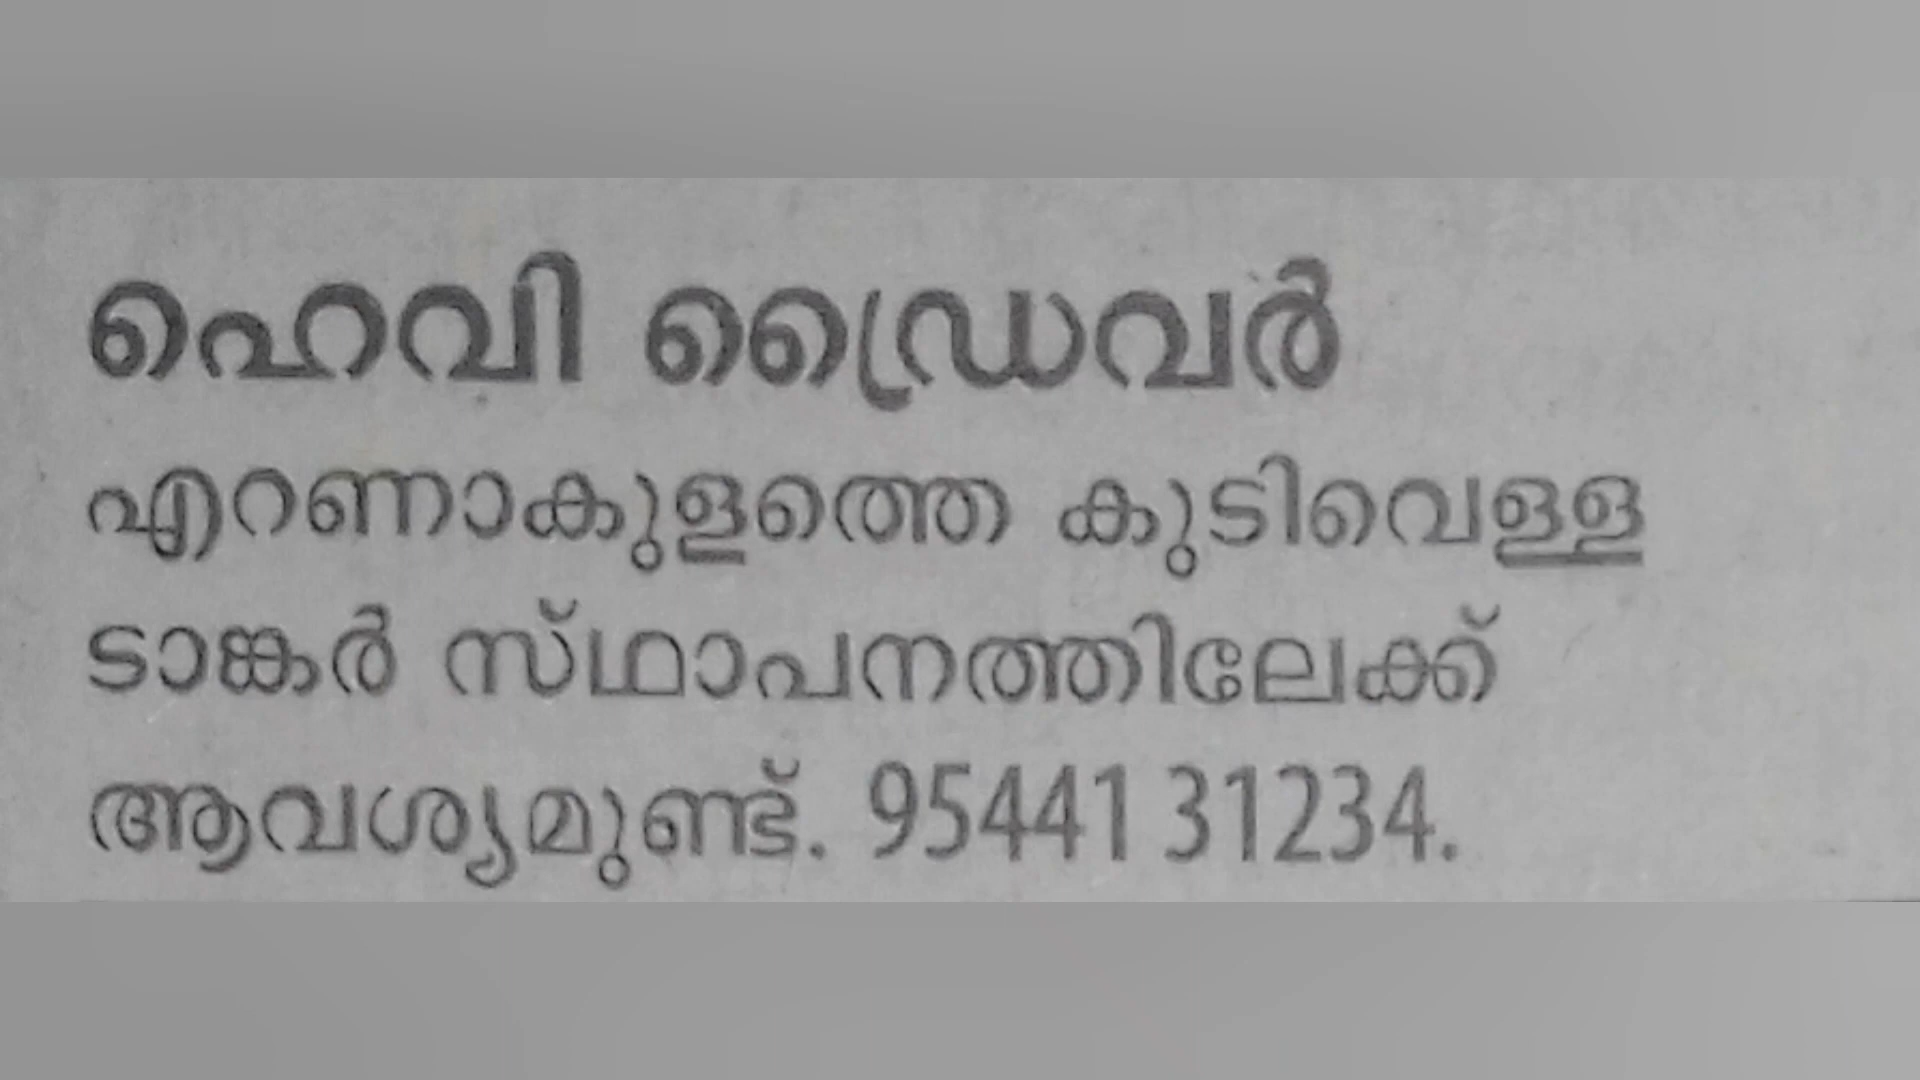 ഹെവി ഡ്രൈവർ
എറണാകുളത്തെ കുടിവെള്ള
ടാങ്കർ സ്ഥാപനത്തിലേക്ക്
ആവശ്യമുണ്ട്. 95441 31234.